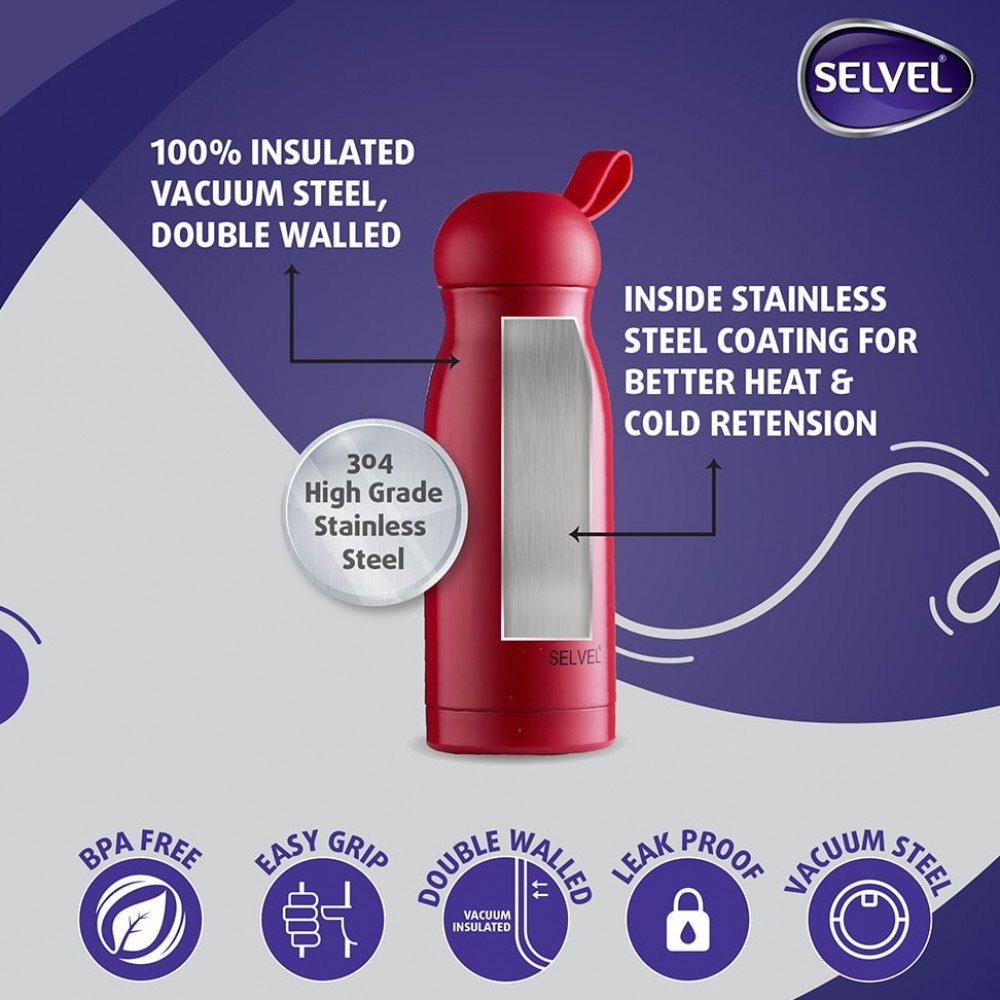 SELVEL®
100% INSULATED
VACUUM STEEL,
DOUBLE WALLED
INSIDE STAINLESS
STEEL COATING FOR
BETTER HEAT &
COLD RETENSION
304
High Grade
Stainless
Steel
SELVEL®
BPA FREE
EASY GRIP
DOUBLE WALLED
VACUUM
INSULATED
LEAK PROOF
VACUUM STEEL